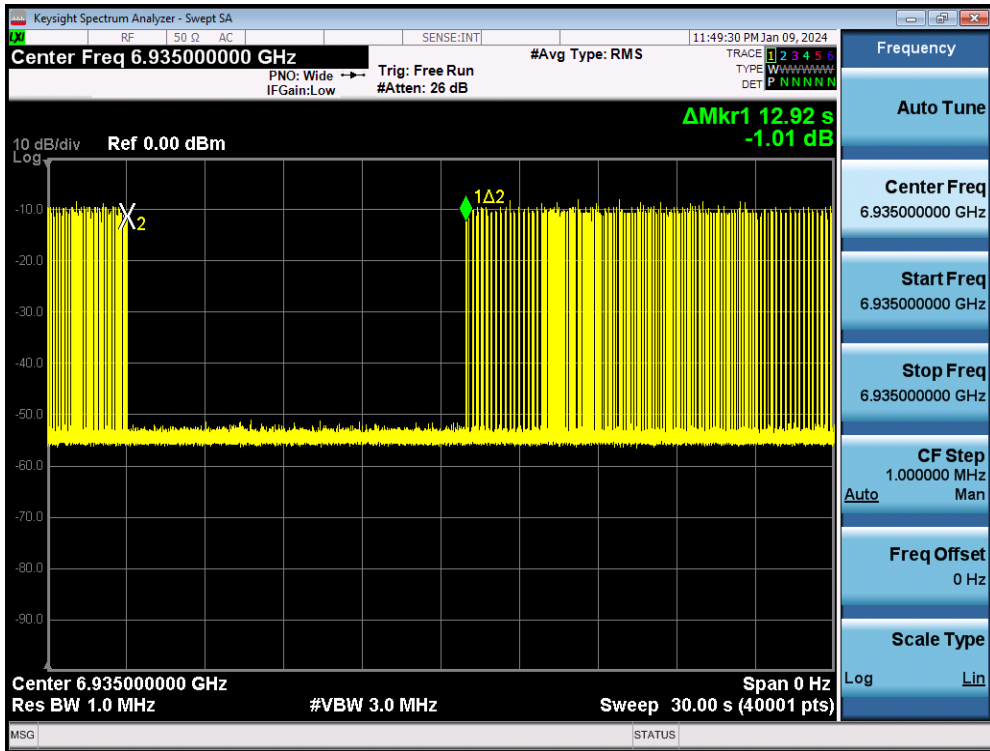 Keysight Spectrum Analyzer - Swept SA
LXI RF 50 Ω AC SENSE:INT 11:49:30 PM Jan 09, 2024
Center Freq 6.935000000 GHz #Avg Type: RMS TRACE 1 2 3 4 5 6
PNO: Wide Trig: Free Run TYPE WWWWWW
IFGain:Low #Atten: 26 dB DET P N N N N N
ΔMkr1 12.92 s
-1.01 dB
10 dB/div Ref 0.00 dBm
Log
1Δ2
-10.0
2
-20.0
-30.0
-40.0
-50.0
-60.0
-70.0
-80.0
-90.0
Center 6.935000000 GHz Span 0 Hz
Res BW 1.0 MHz #VBW 3.0 MHz Sweep 30.00 s (40001 pts)
MSG STATUS
Frequency
Auto Tune
Center Freq
6.935000000 GHz
Start Freq
6.935000000 GHz
Stop Freq
6.935000000 GHz
CF Step
1.000000 MHz
Auto Man
Freq Offset
0 Hz
Scale Type
Log Lin